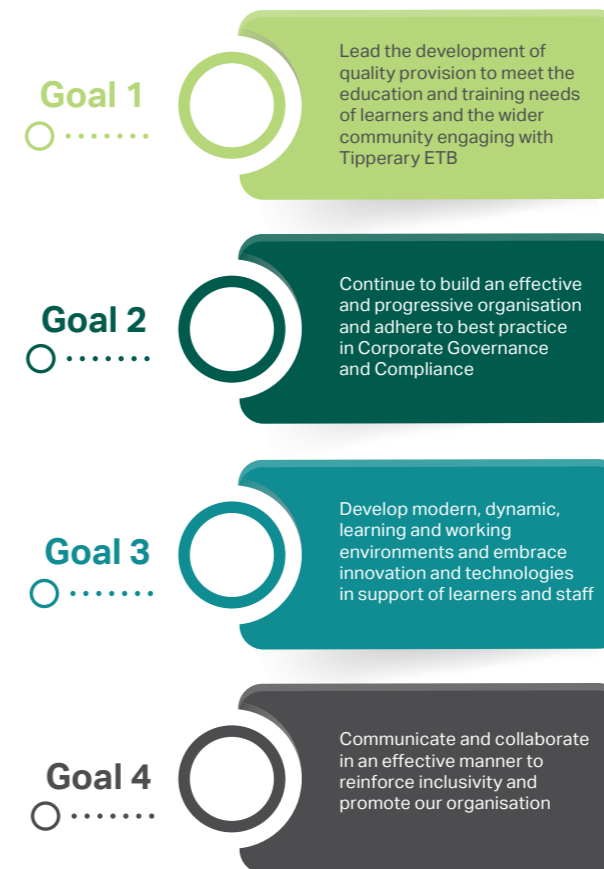 Goal 1
Lead the development of
quality provision to meet the
education and training needs
of learners and the wider
community engaging with
Tipperary ETB
Goal 2
Continue to build an effective
and progressive organisation
and adhere to best practice
in Corporate Governance
and Compliance
Goal 3
Develop modern, dynamic,
learning and working
environments and embrace
innovation and technologies
in support of learners and staff
Goal 4
Communicate and collaborate
in an effective manner to
reinforce inclusivity and
promote our organisation